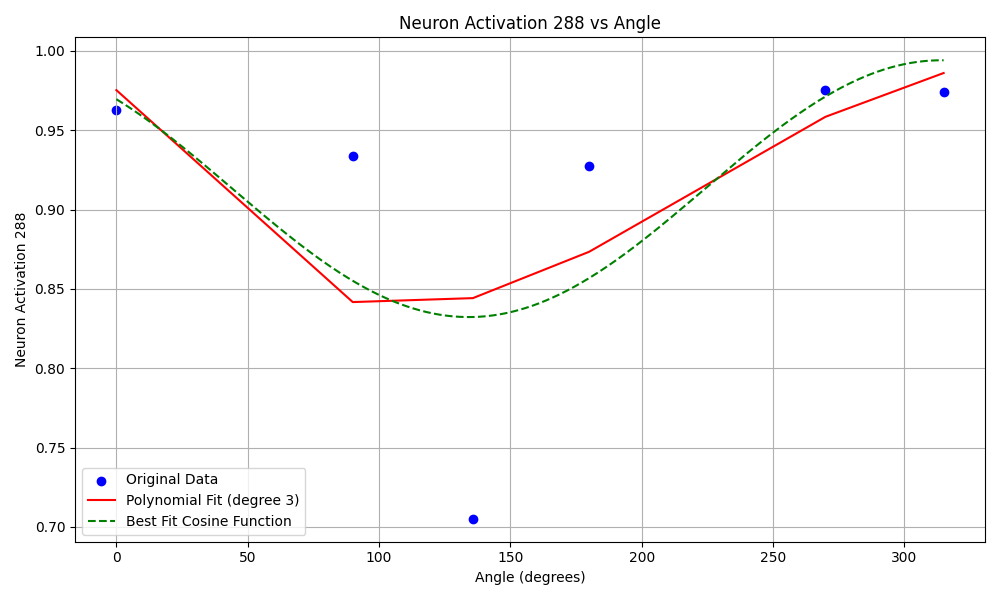 Neuron Activation 288 vs Angle
Neuron Activation 288
1.00
0.95
0.90
0.85
0.80
0.75
0.70
Original Data
Polynomial Fit (degree 3)
Best Fit Cosine Function
0 50 100 150 200 250 300
Angle (degrees)